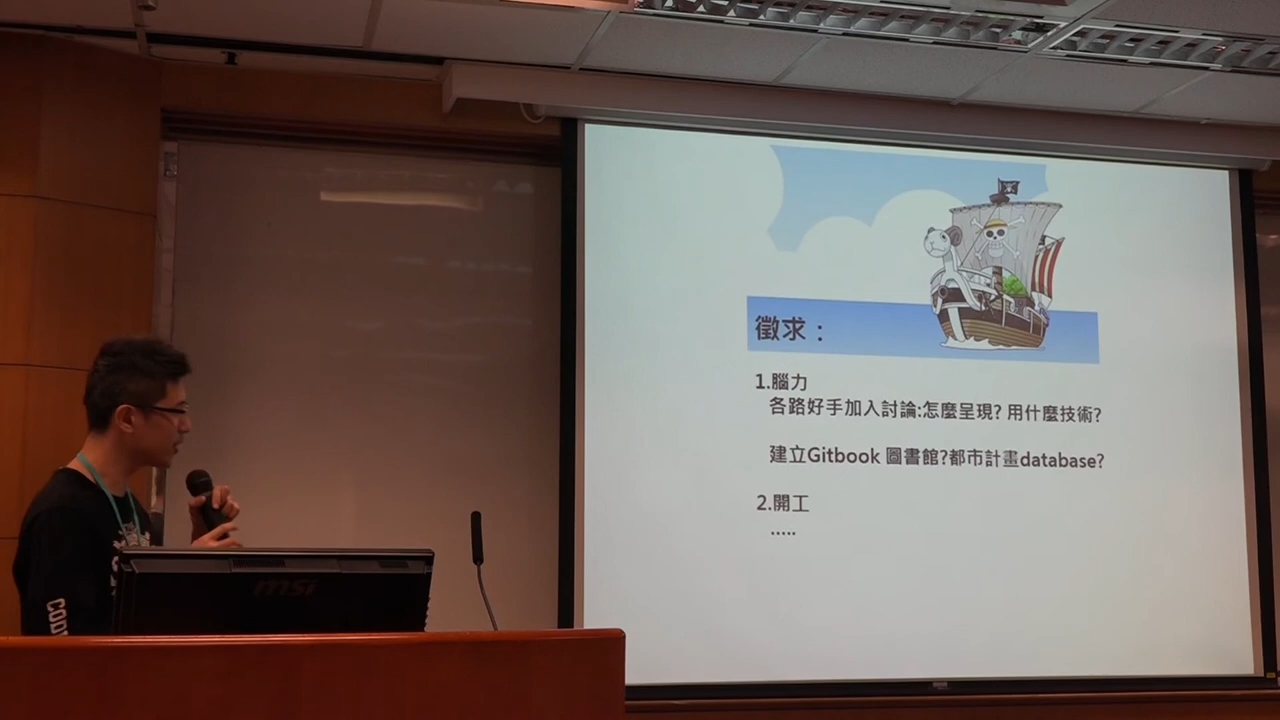 徵求：
1.腦力
各路好手加入討論:怎麼呈現? 用什麼技術?
建立Gitbook 圖書館?都市計畫database?
2.開工
.....
msi
COD